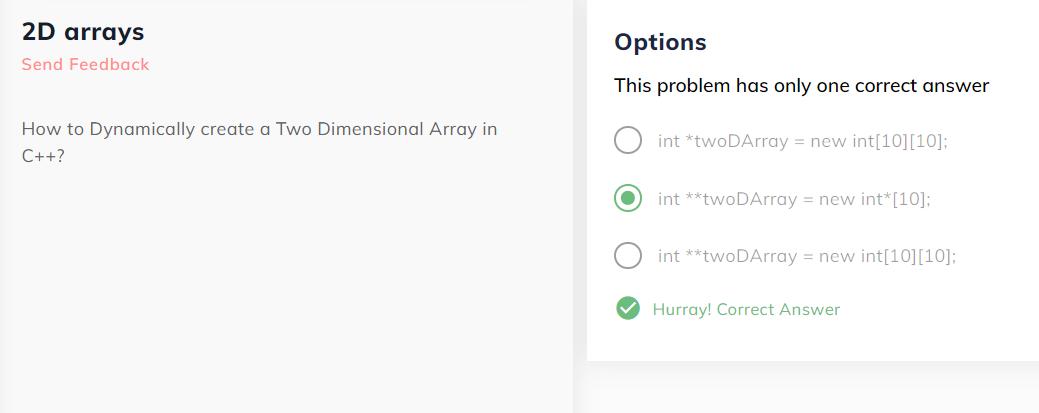 2D arrays
Send Feedback
How to Dynamically create a Two Dimensional Array in
C++?
Options
This problem has only one correct answer
int *twoDArray = new int[10][10];
int **twoDArray = new int*[10];
int **twoDArray = new int[10][10];
Hurray! Correct Answer